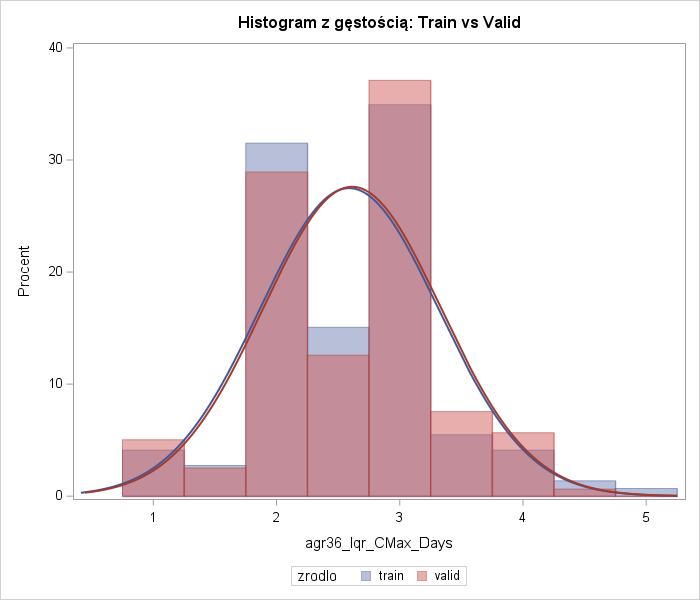 Histogram z gęstością: Train vs Valid
40
30
20
10
0
Procent
1 2 3 4 5
agr36_Iqr_CMax_Days
zrodlo train valid